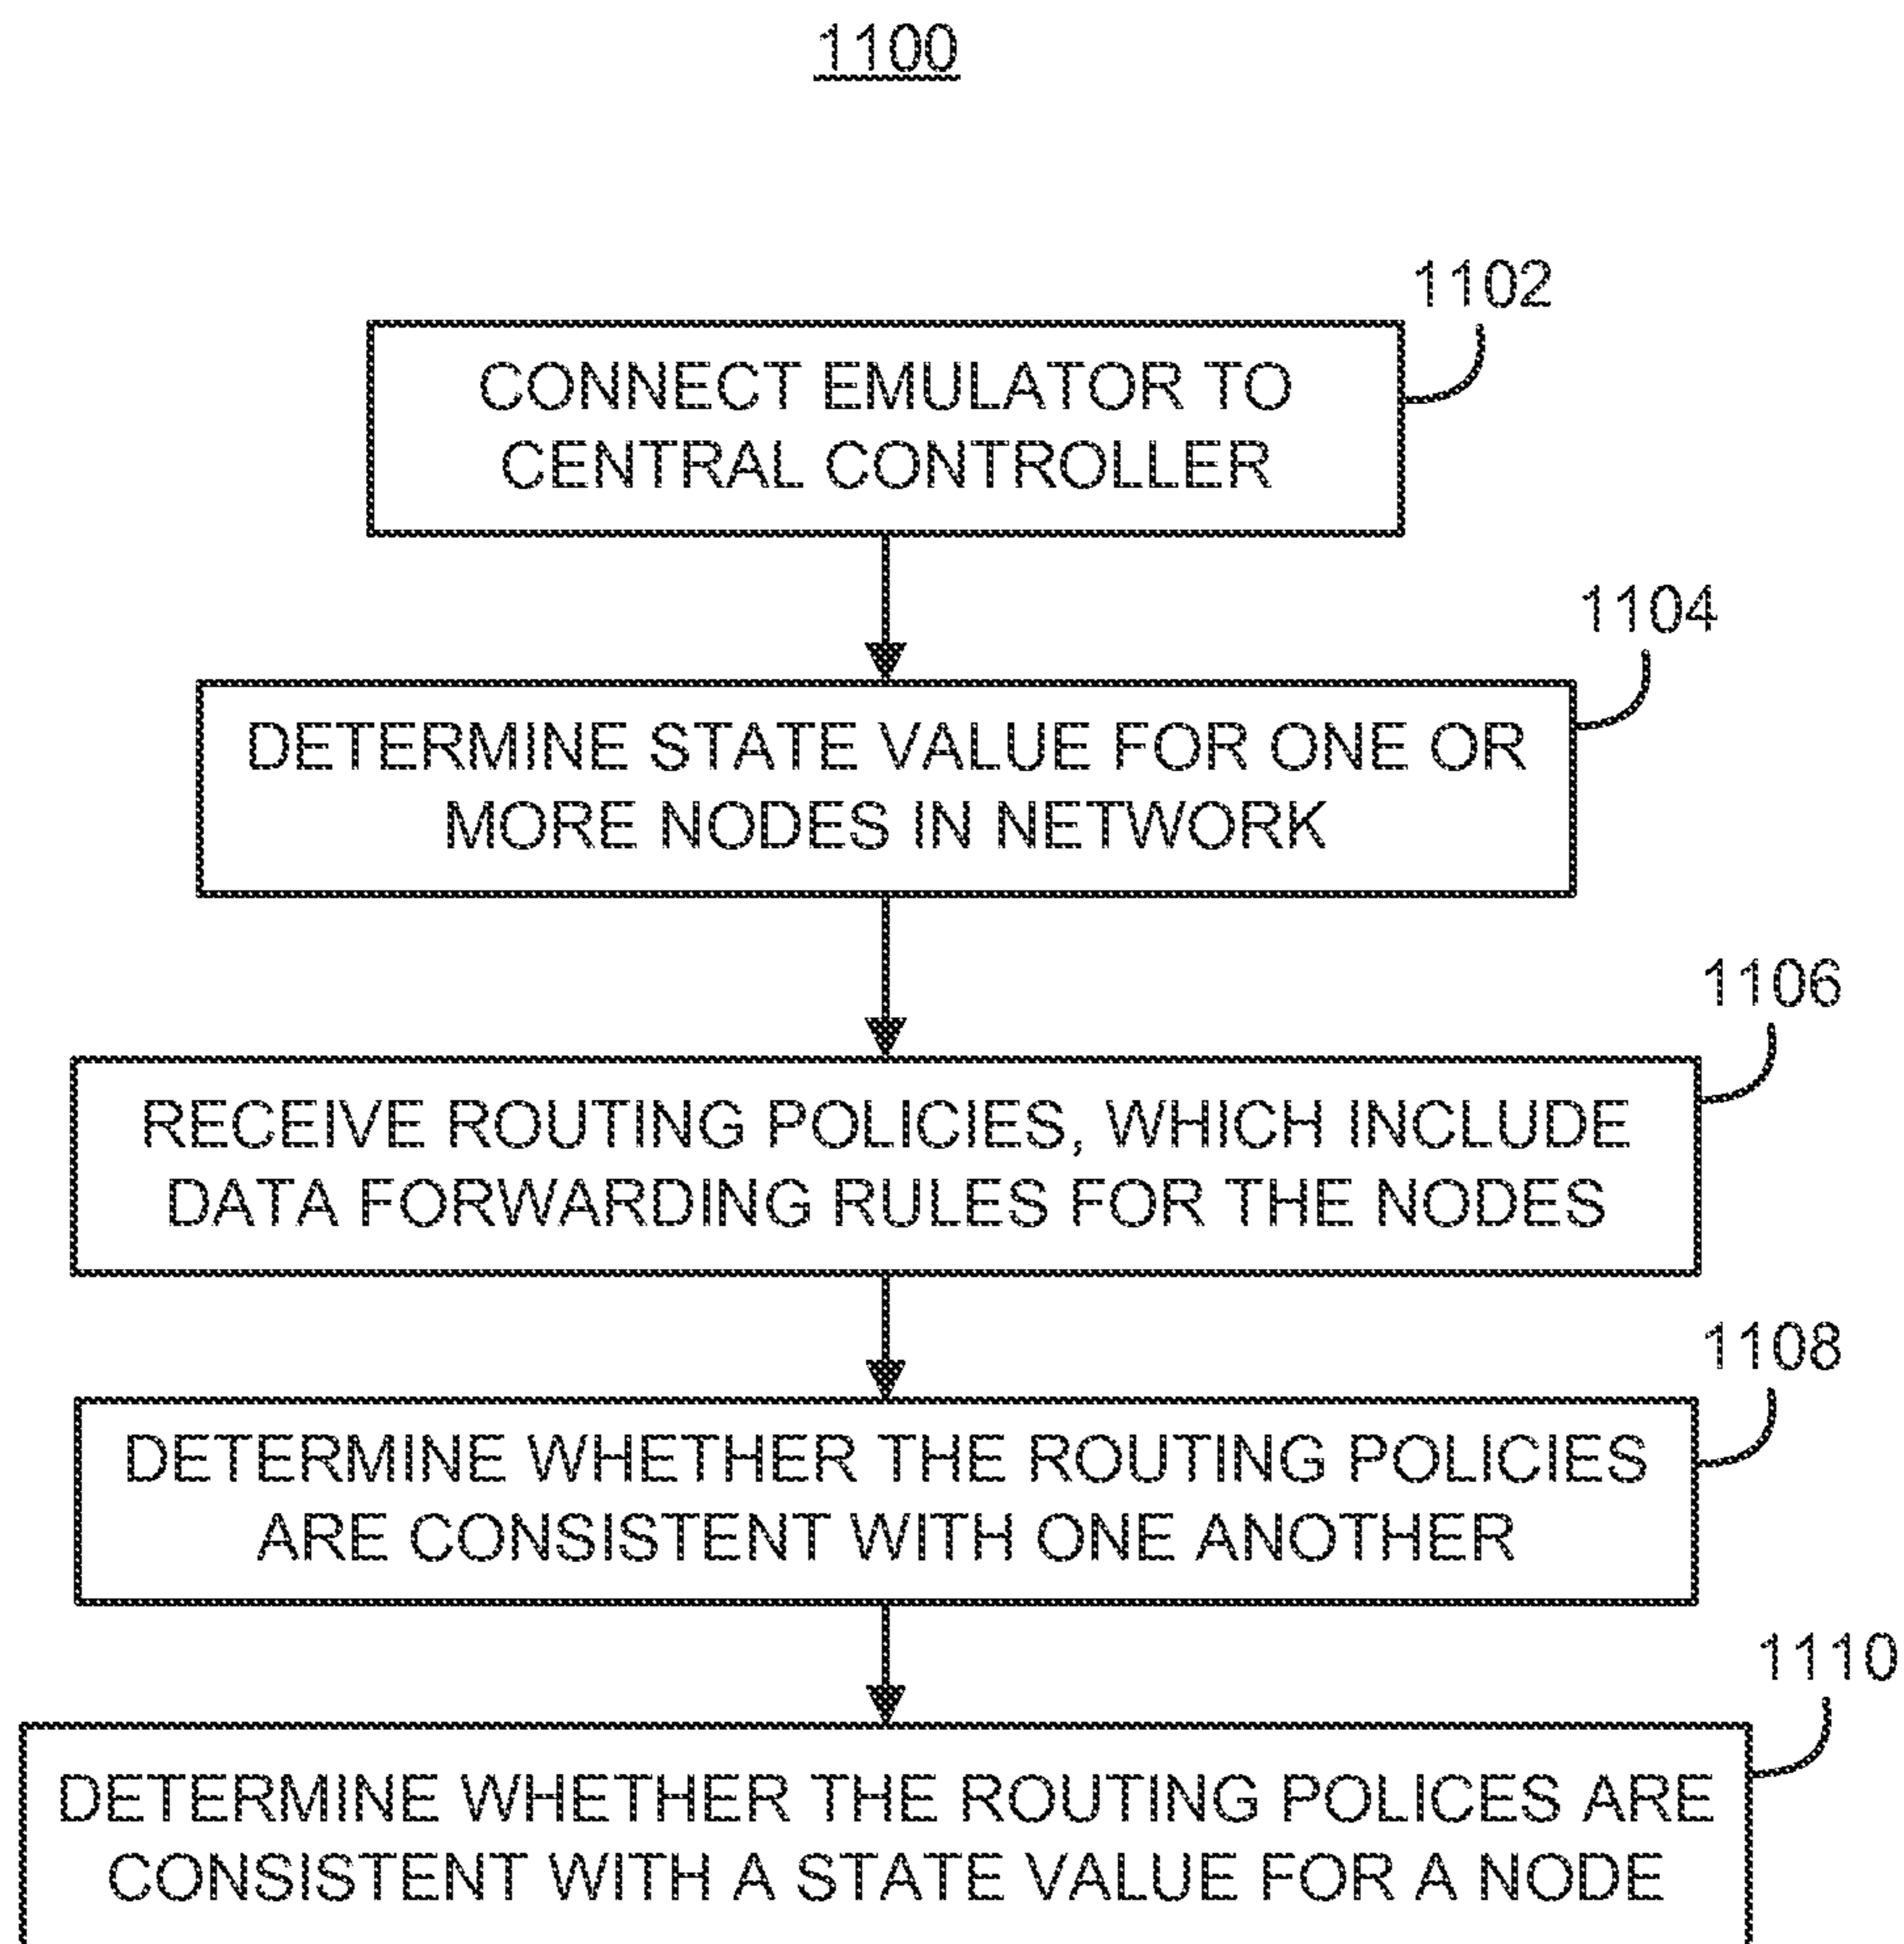 1100
1102
CONNECT EMULATOR TO
CENTRAL CONTROLLER
1104
DETERMINE STATE VALUE FOR ONE OR
MORE NODES IN NETWORK
1106
RECEIVE ROUTING POLICIES, WHICH INCLUDE
DATA FORWARDING RULES FOR THE NODES
1108
DETERMINE WHETHER THE ROUTING POLICIES
ARE CONSISTENT WITH ONE ANOTHER
1110
DETERMINE WHETHER THE ROUTING POLICES ARE
CONSISTENT WITH A STATE VALUE FOR A NODE